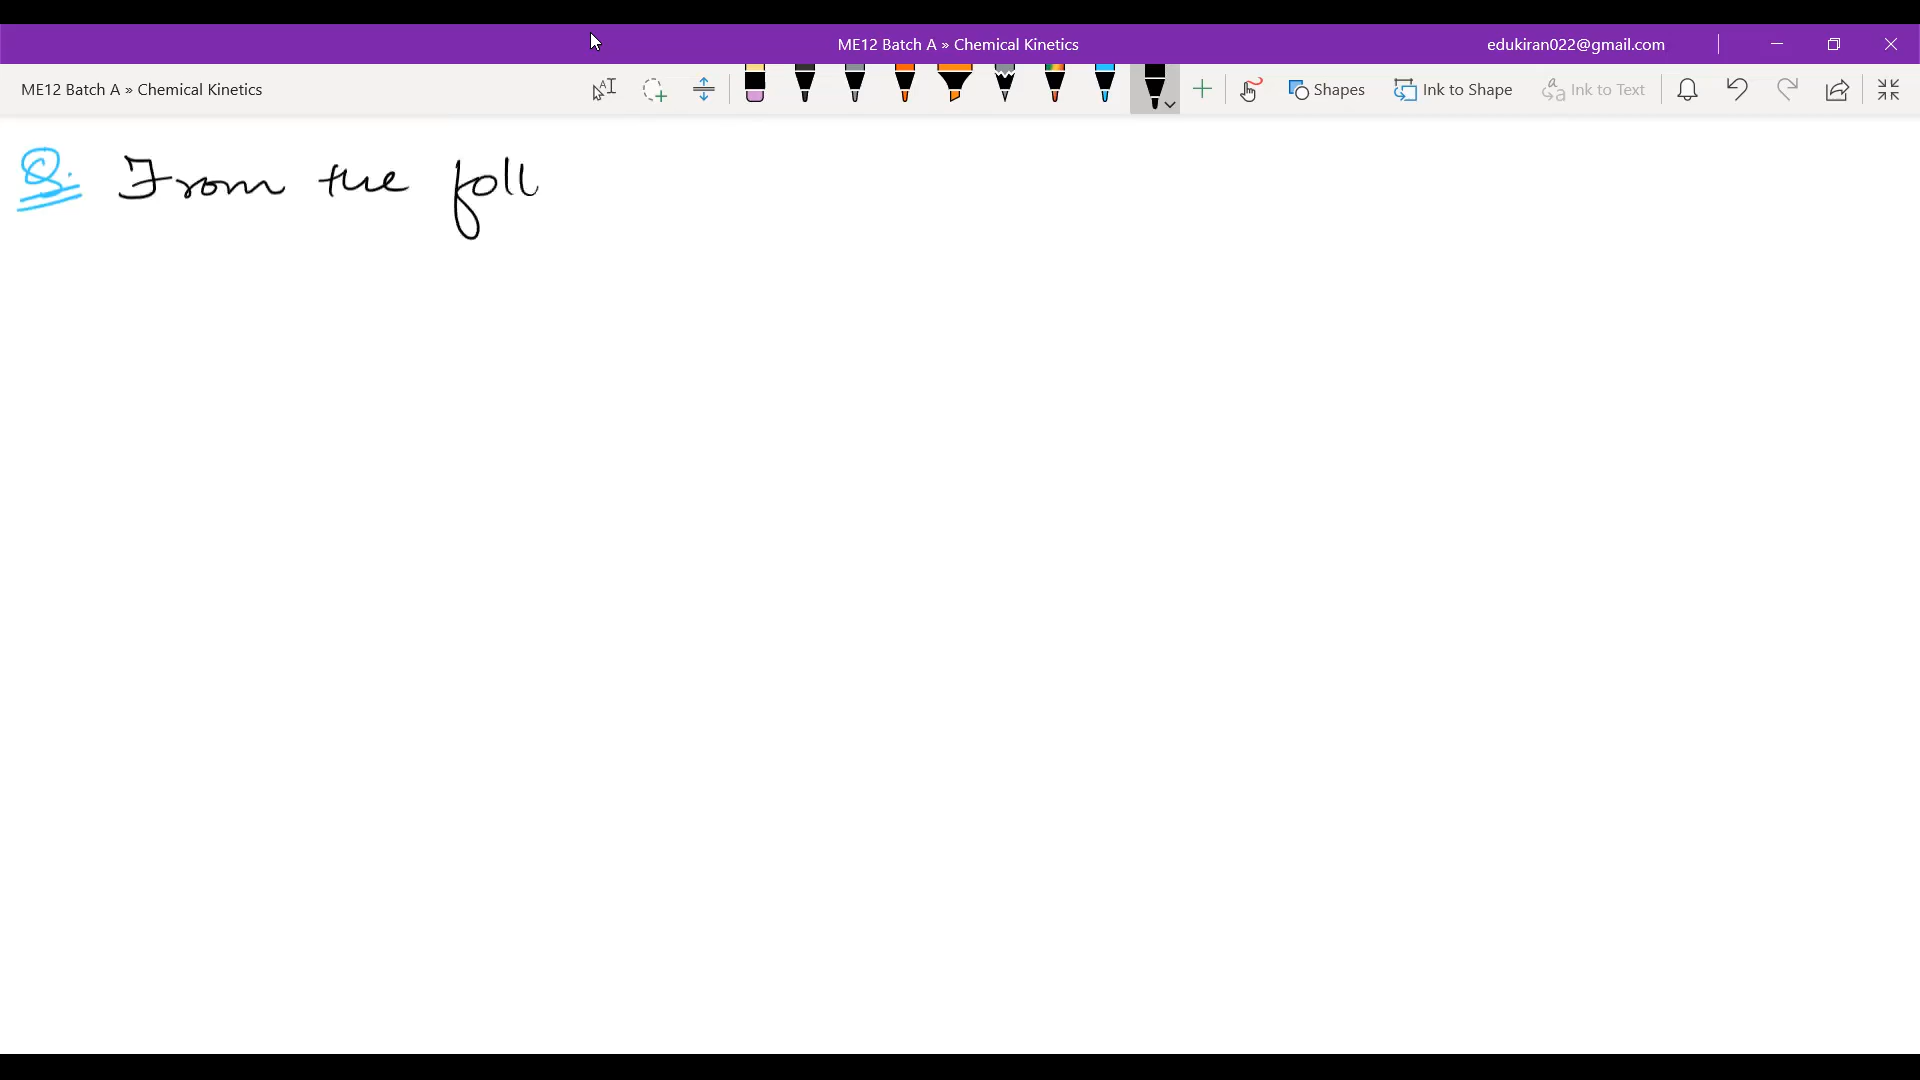 ME12 Batch A » Chemical Kinetics
edukiran022@gmail.com
ME12 Batch A » Chemical Kinetics
Shapes
Ink to Shape
Ink to Text
Q. From the foll